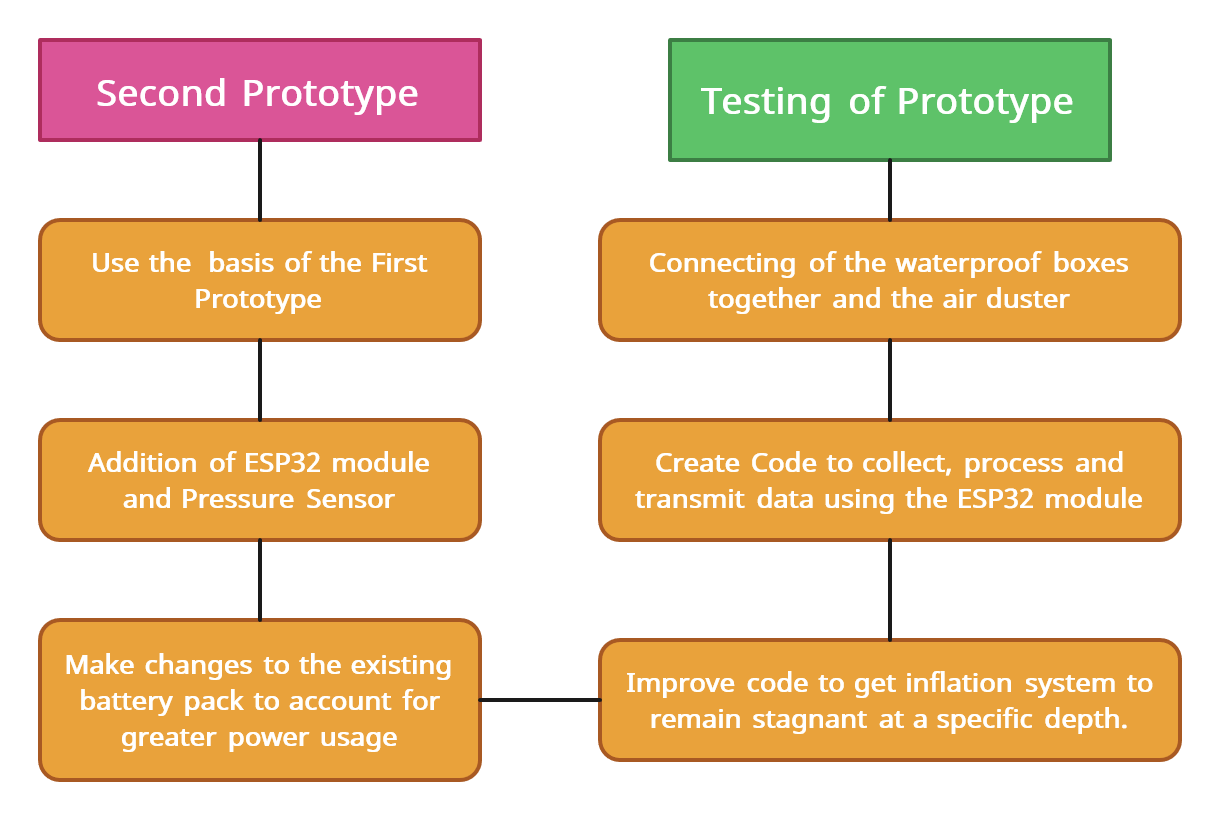 Second Prototype
Use the basis of the First
Prototype
Addition of ESP32 module
and Pressure Sensor
Make changes to the existing
battery pack to account for
greater power usage
Testing of Prototype
Connecting of the waterproof boxes
together and the air duster
Create Code to collect, process and
transmit data using the ESP32 module
Improve code to get inflation system to
remain stagnant at a specific depth.